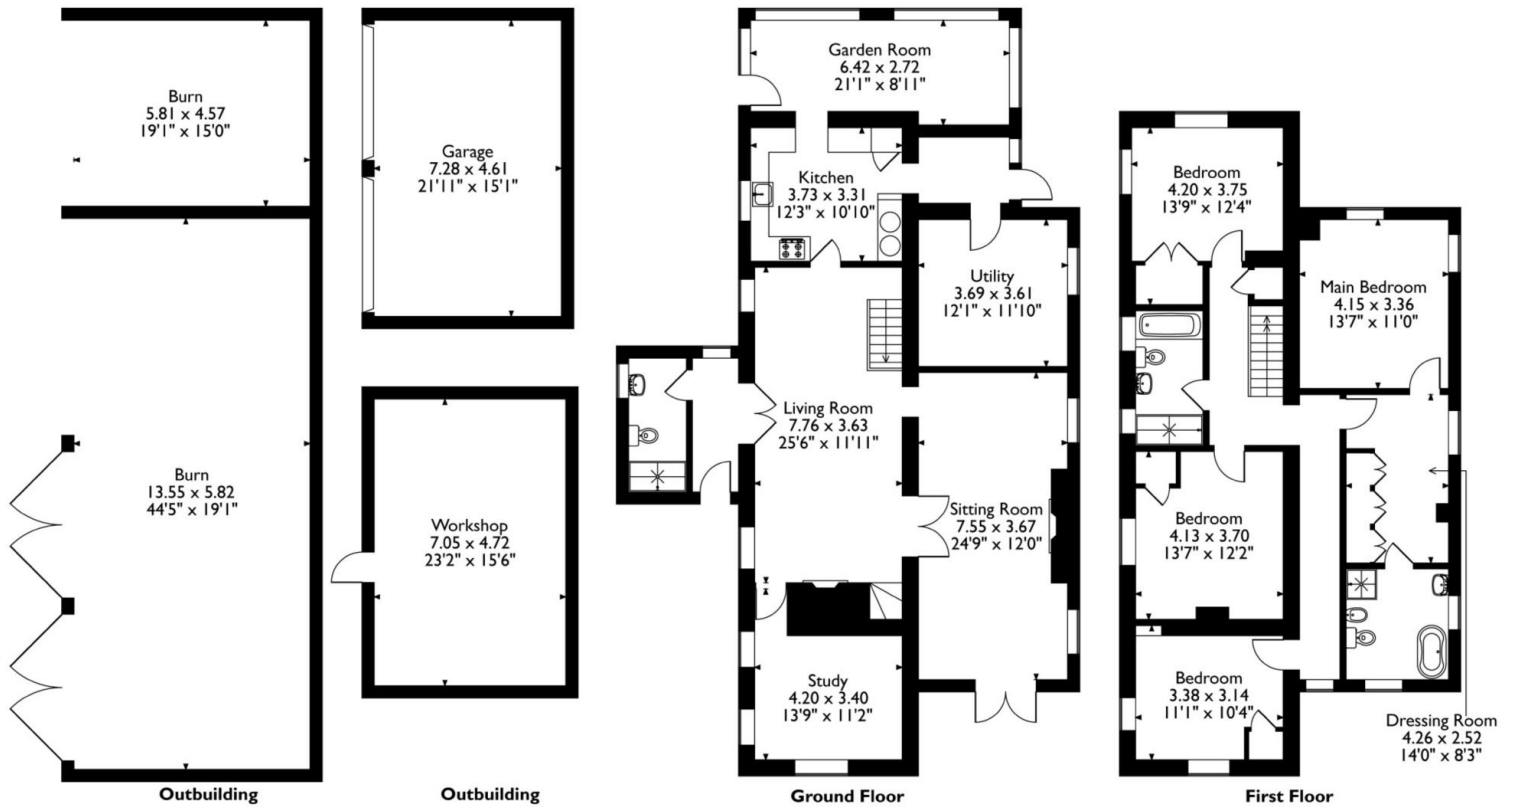 Burn
5.81 x 4.57
19'1" x 15'0"
Burn
13.55 x 5.82
44'5" x 19'1"
Outbuilding
Garage
7.28 x 4.61
21'11" x 15'1"
Workshop
7.05 x 4.72
23'2" x 15'6"
Outbuilding
Garden Room
6.42 x 2.72
21'1" x 8'11"
Kitchen
3.73 x 3.31
12'3" x 10'10"
Utility
3.69 x 3.61
12'1" x 11'10"
Living Room
7.76 x 3.63
25'6" x 11'11"
Sitting Room
7.55 x 3.67
24'9" x 12'0"
Study
4.20 x 3.40
13'9" x 11'2"
Ground Floor
Bedroom
4.20 x 3.75
13'9" x 12'4"
Main Bedroom
4.15 x 3.36
13'7" x 11'0"
Bedroom
4.13 x 3.70
13'7" x 12'2"
Bedroom
3.38 x 3.14
11'1" x 10'4"
Dressing Room
4.26 x 2.52
14'0" x 8'3"
First Floor